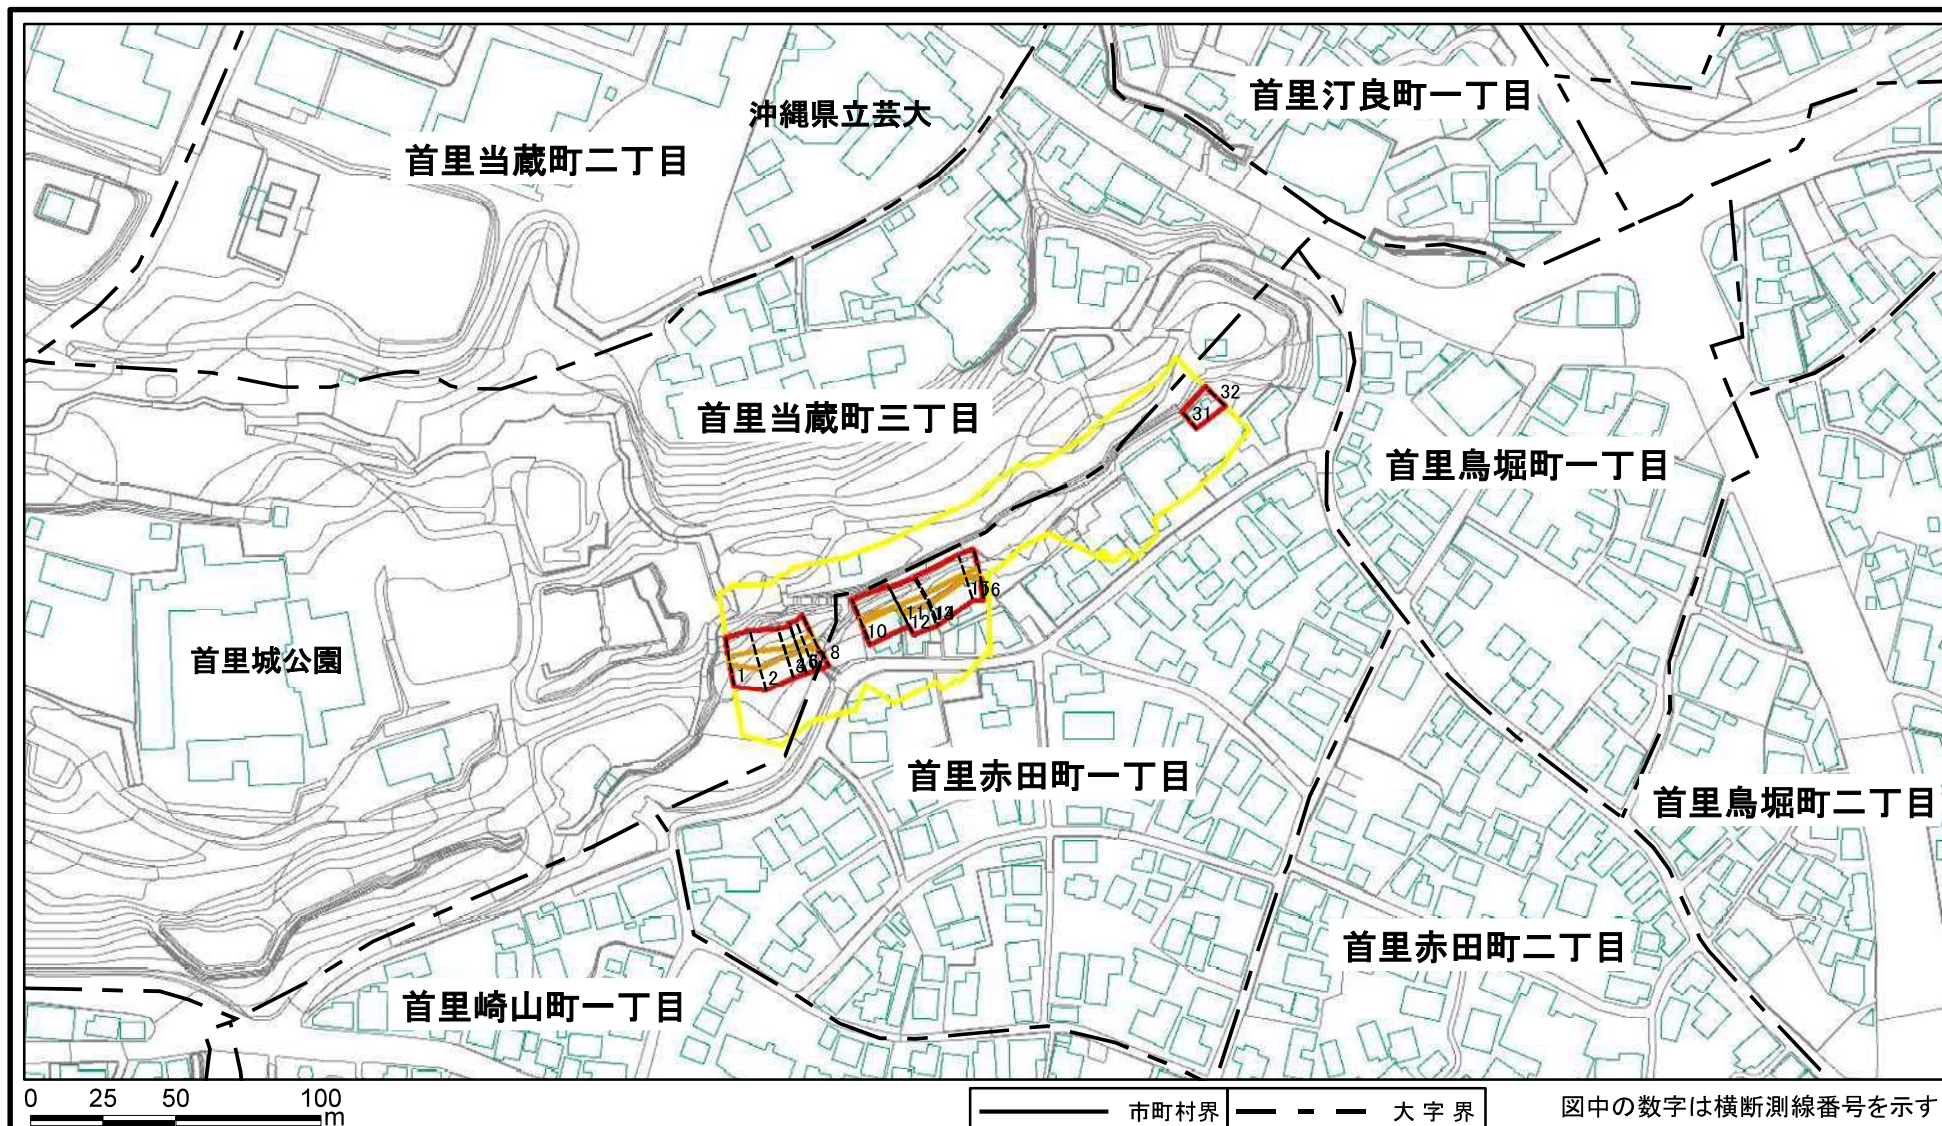 首里汀良町一丁目
沖縄県立芸大
首里当蔵町二丁目
32
31
首里当蔵町三丁目
首里鳥堀町一丁目
16
11
12
10
8
首里城公園
1
2
首里赤田町一丁目
首里鳥堀町二丁目
首里赤田町二丁目
首里崎山町一丁目
0 25 50 100
m
市町村界
大字界
図中の数字は横断測線番号を示す